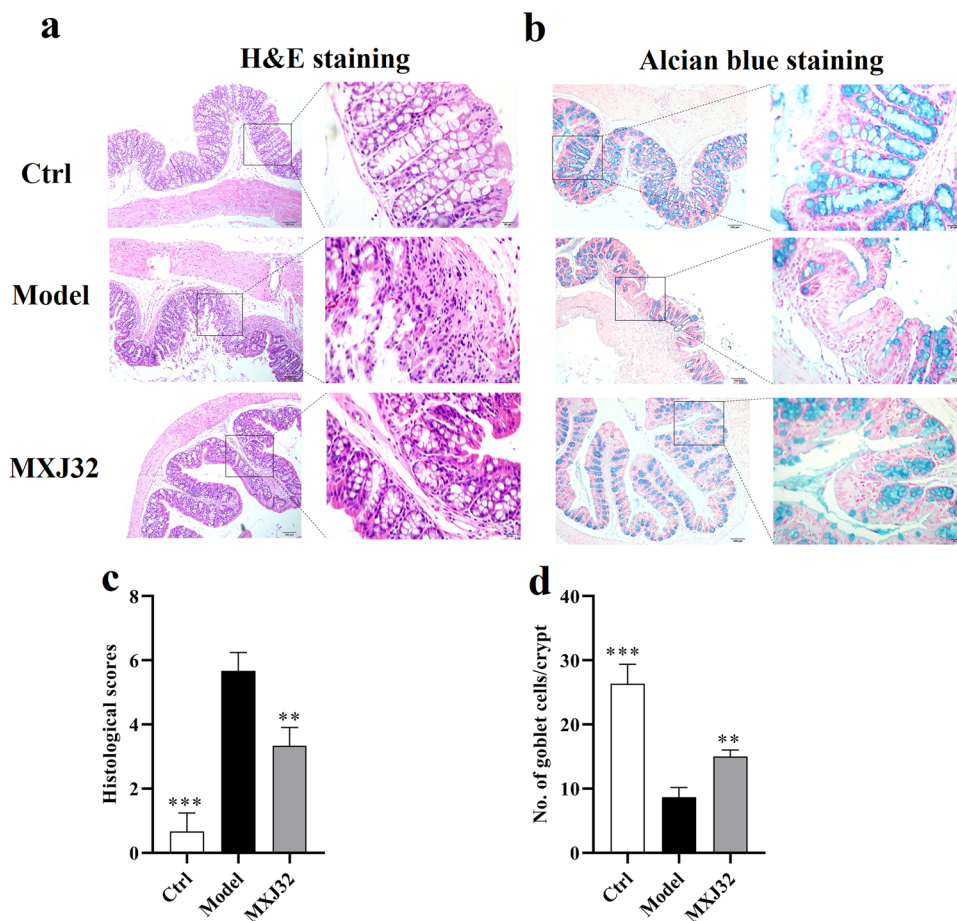 a
b
H&E staining
Alcian blue staining
Ctrl
Model
MXJ32
c
d
Histological scores
8
6
4
2
0
***
**
Ctrl
Model
MXJ32
No. of goblet cells/crypt
40
30
20
10
0
***
**
Ctrl
Model
MXJ32